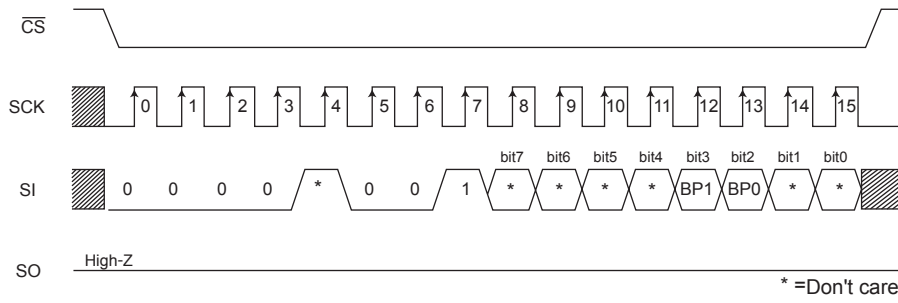 CS
SCK 0 1 2 3 4 5 6 7 8 9 10 11 12 13 14 15
bit7 bit6 bit5 bit4 bit3 bit2 bit1 bit0
SI 0 0 0 0 * 0 0 1 * * * * BP1 BP0 * *
High-Z
SO
* =Don't care